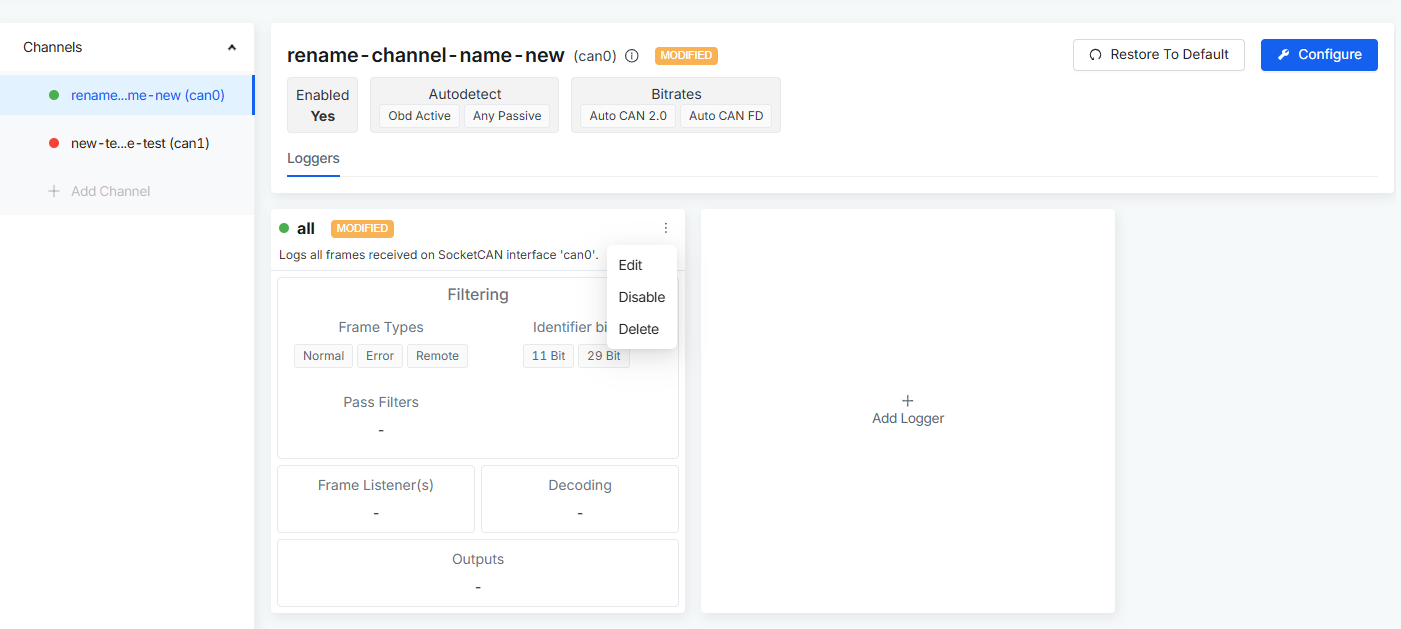 Channels
rename...me-new (can0)
new-te...e-test (can1)
Add Channel
rename-channel-name-new (can0) MODIFIED
Restore To Default
Configure
Enabled
Yes
Autodetect
Obd Active Any Passive
Bitrates
Auto CAN 2.0 Auto CAN FD
Loggers
all MODIFIED
Logs all frames received on SocketCAN interface 'can0'.
Edit
Disable
Delete
Filtering
Frame Types
Normal Error Remote
Identifier bi
11 Bit 29 Bit
Pass Filters
-
Frame Listener(s)
-
Decoding
-
Outputs
-
Add Logger